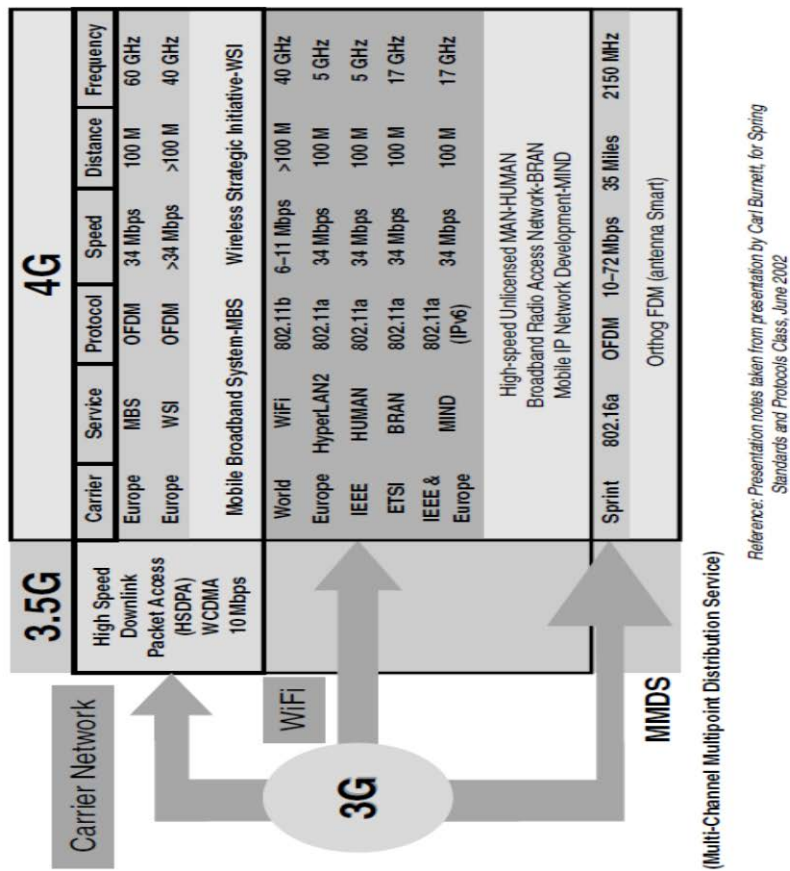 3.5G
4G
Carrier Network
High Speed
Downlink
Packet Access
(HSDPA)
WCDMA
10 Mbps
Carrier Service Protocol Speed Distance Frequency
Europe MBS OFDM 34 Mbps 100 M 60 GHz
Europe WSI OFDM >34 Mbps >100 M 40 GHz
Mobile Broadband System-MBS Wireless Strategic Initiative-WSI
3G
WiFi
World WiFi 802.11b 6–11 Mbps >100 M 40 GHz
Europe HyperLAN2 802.11a 34 Mbps 100 M 5 GHz
IEEE HUMAN 802.11a 34 Mbps 100 M 5 GHz
ETSI BRAN 802.11a 34 Mbps 100 M 17 GHz
IEEE & 802.11a
Europe MIND (IPv6) 34 Mbps 100 M 17 GHz
High-speed Unlicensed MAN-HUMAN
Broadband Radio Access Network-BRAN
Mobile IP Network Development-MIND
MMDS
Sprint 802.16a OFDM 10–72 Mbps 35 Miles 2150 MHz
Orthog FDM (antenna Smart)
(Multi-Channel Multipoint Distribution Service)
Reference: Presentation notes taken from presentation by Carl Burnett, for Spring
Standards and Protocols Class, June 2002